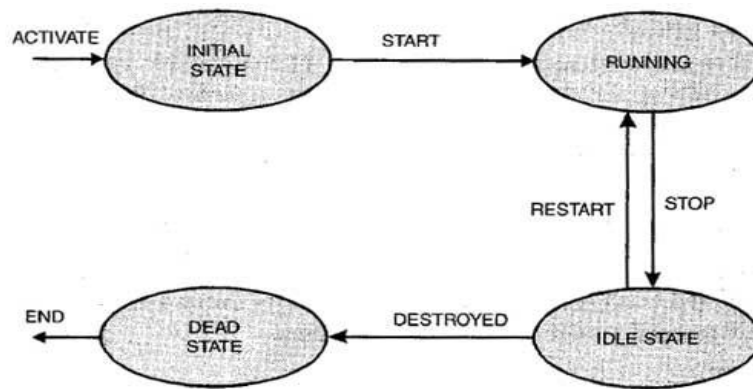 ACTIVATE
INITIAL
STATE
START
RUNNING
RESTART
STOP
END
DEAD
STATE
DESTROYED
IDLE STATE